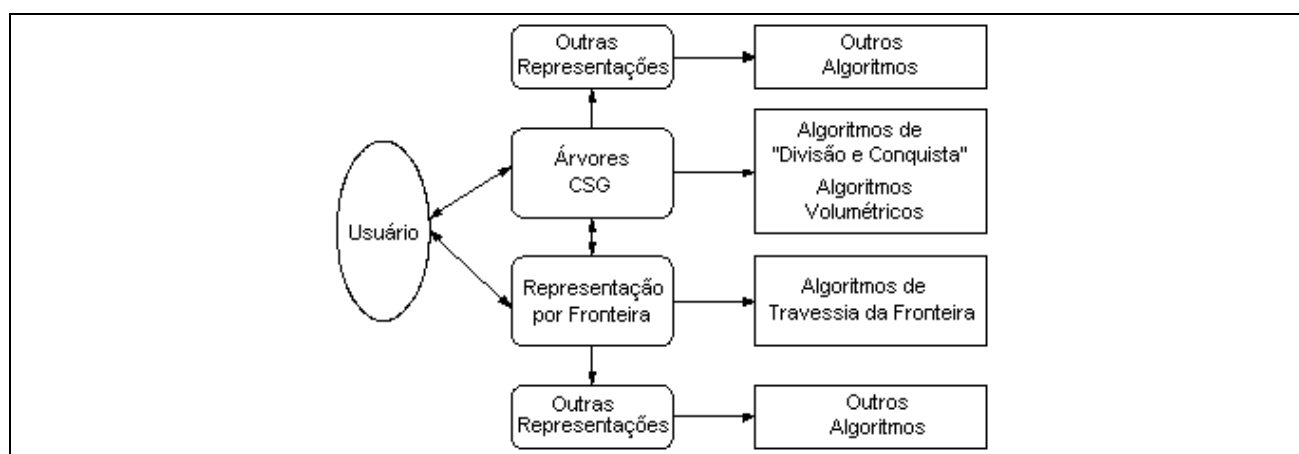 Outras
Representações
Outros
Algoritmos
Árvores
CSG
Algoritmos de
"Divisão e Conquista"
Algoritmos
Volumétricos
Usuário
Representação
por Fronteira
Algoritmos de
Travessia da Fronteira
Outras
Representações
Outros
Algoritmos